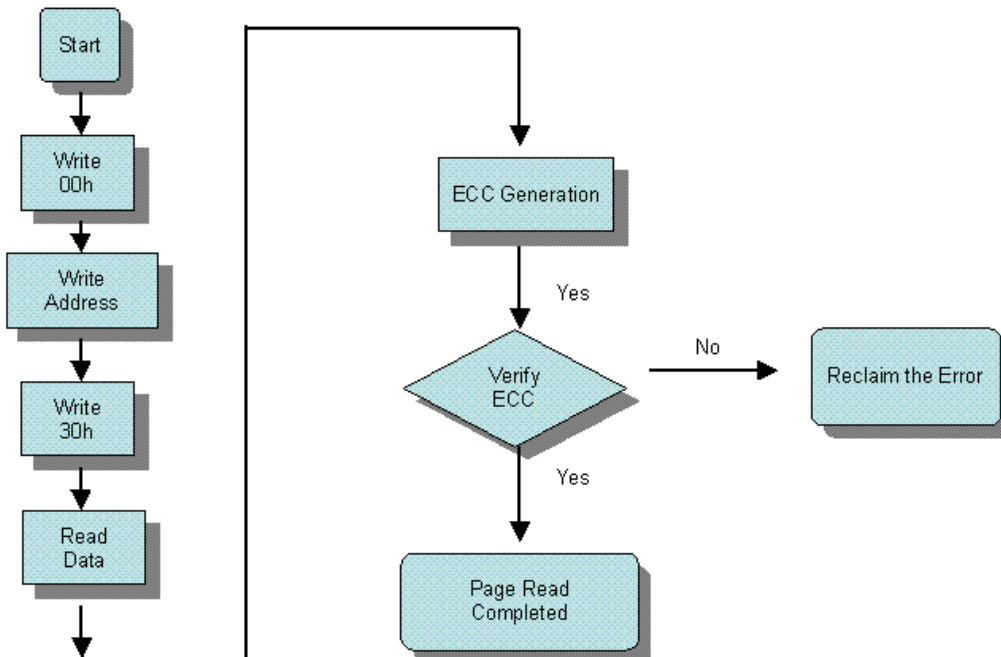 Start
Write
00h
Write
Address
Write
30h
Read
Data
ECC Generation
Yes
Verify
ECC
No
Reclaim the Error
Yes
Page Read
Completed